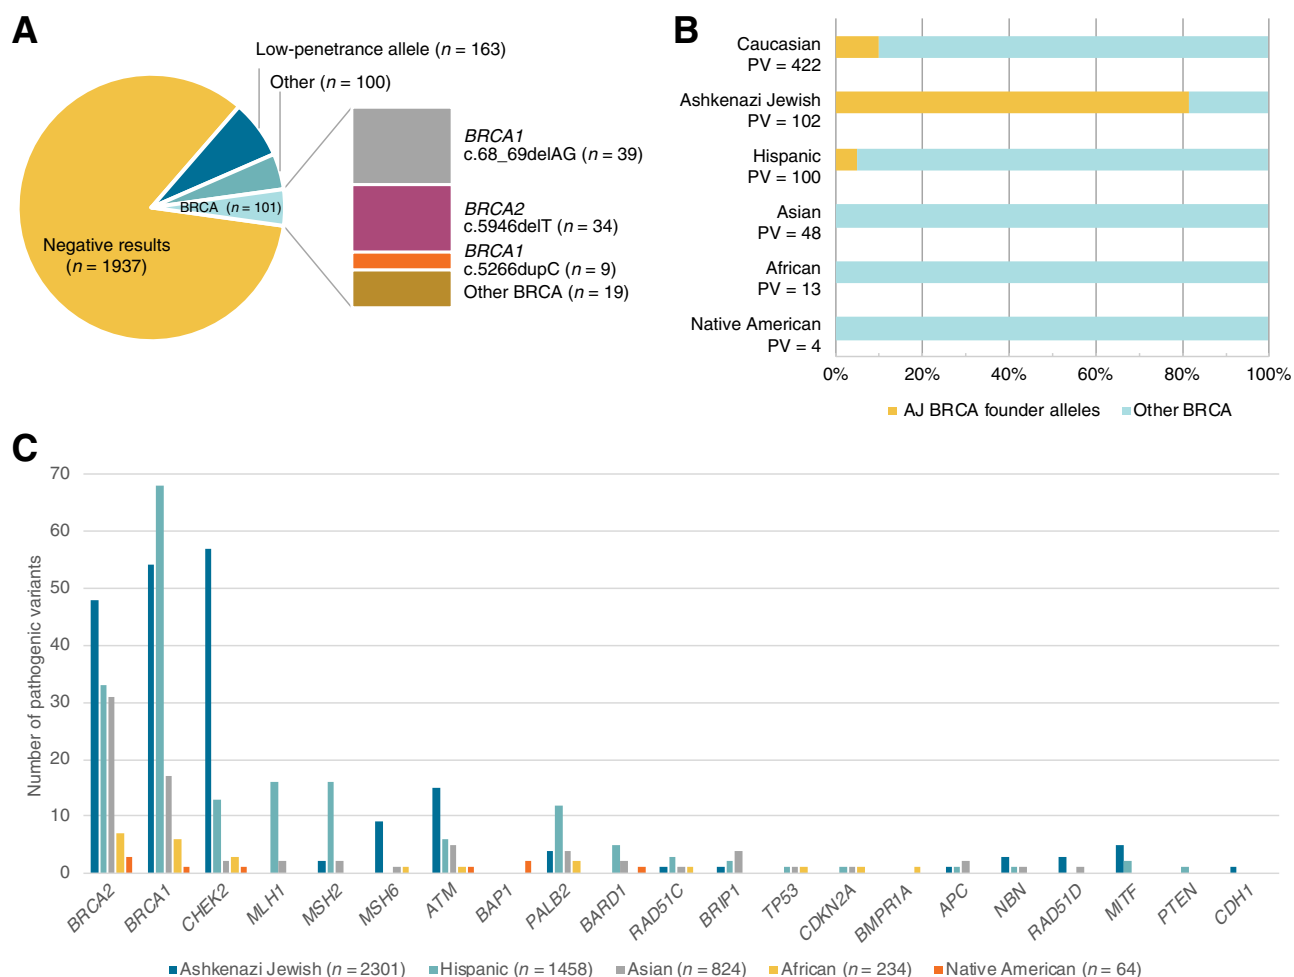 A
Low-penetrance allele (n = 163)
Other (n = 100)
BRCA (n = 101)
Negative results
(n = 1937)
BRCA1
c.68_69delAG (n = 39)
BRCA2
c.5946delT (n = 34)
BRCA1
c.5266dupC (n = 9)
Other BRCA (n = 19)
B
Caucasian
PV = 422
Ashkenazi Jewish
PV = 102
Hispanic
PV = 100
Asian
PV = 48
African
PV = 13
Native American
PV = 4
0% 20% 40% 60% 80% 100%
AJ BRCA founder alleles Other BRCA
C
Number of pathogenic variants
70
60
50
40
30
20
10
0
BRCA2 BRCA1 CHEK2 MLH1 MSH2 MSH6 ATM BAP1 PALB2 BARD1 RAD51C BRIP1 TP53 CDKN2A BMPR1A APC NBN RAD51D MITF PTEN CDH1
Ashkenazi Jewish (n = 2301) Hispanic (n = 1458) Asian (n = 824) African (n = 234) Native American (n = 64)